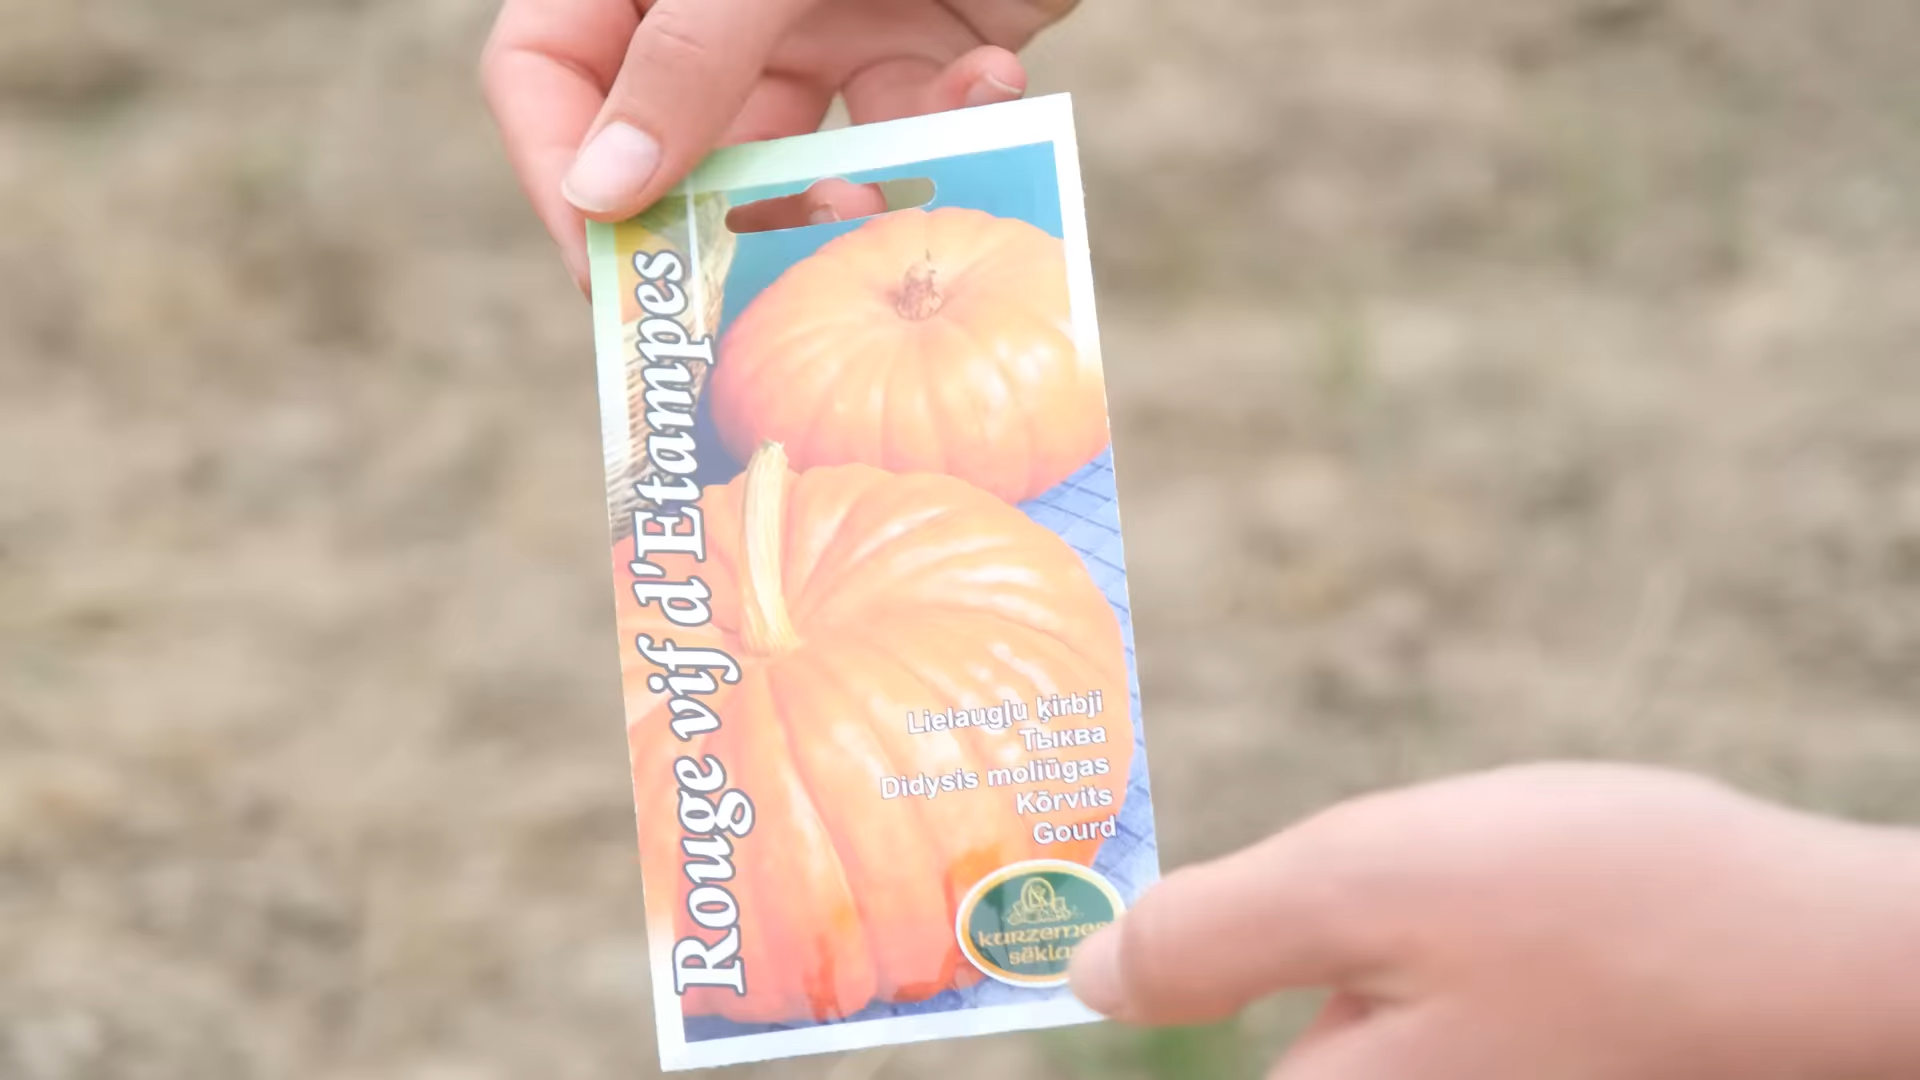 Rouge vif d'Etampes
Lielaugļu ķirbji
Тыква
Didysis moliūgas
Kõrvits
Gourd